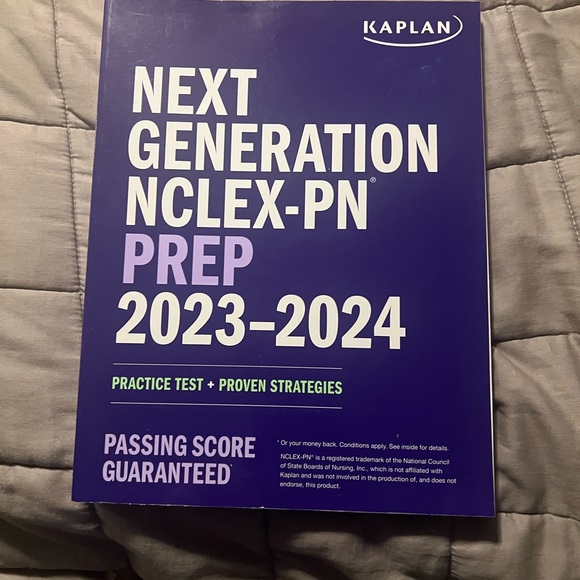 KAPLAN
NEXT
GENERATION
NCLEX-PN®
PREP
2023–2024
PRACTICE TEST + PROVEN STRATEGIES
PASSING SCORE
GUARANTEED*
* Or your money back. Conditions apply. See inside for details.
NCLEX-PN® is a registered trademark of the National Council
of State Boards of Nursing, Inc., which is not affiliated with
Kaplan and was not involved in the production of, and does not
endorse, this product.